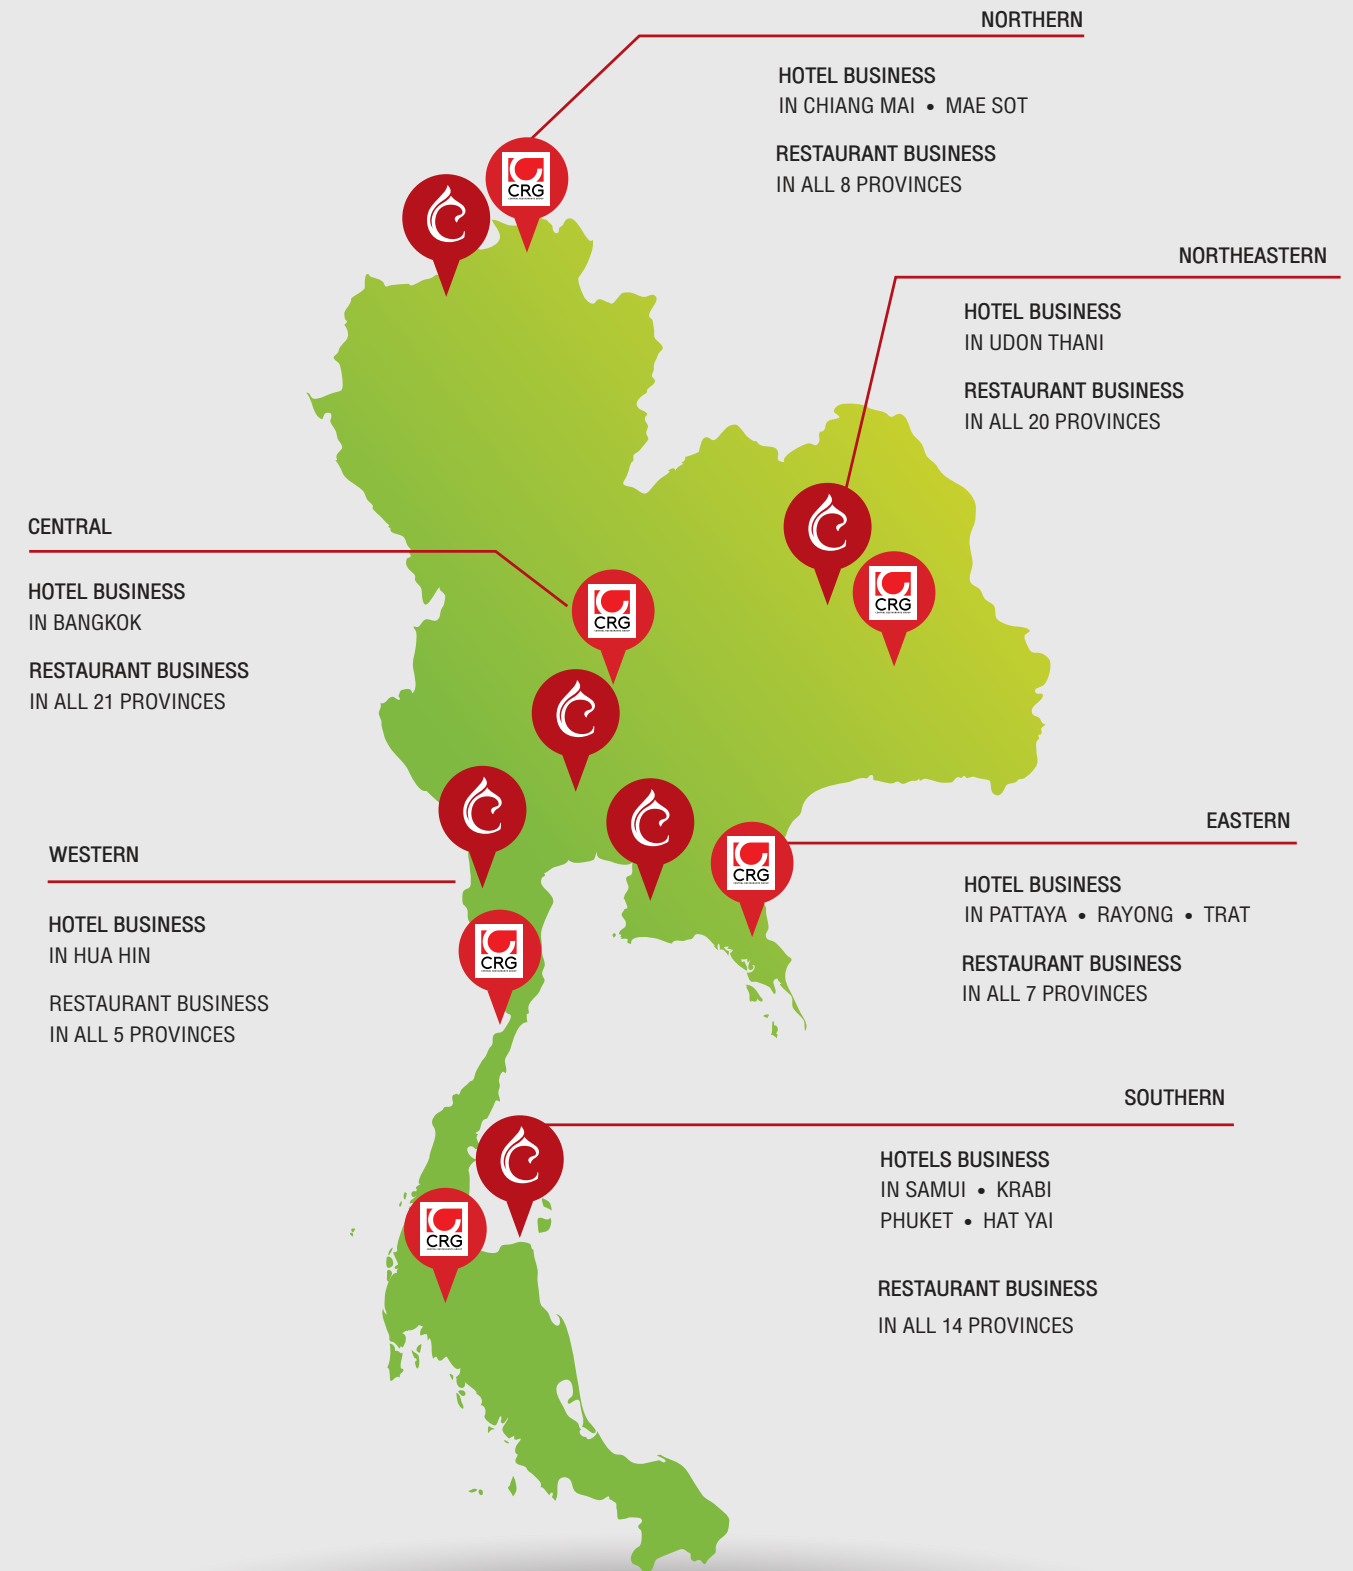 NORTHERN
HOTEL BUSINESS
IN CHIANG MAI • MAE SOT
RESTAURANT BUSINESS
IN ALL 8 PROVINCES
CRG
NORTHEASTERN
HOTEL BUSINESS
IN UDON THANI
RESTAURANT BUSINESS
IN ALL 20 PROVINCES
CRG
CENTRAL
HOTEL BUSINESS
IN BANGKOK
RESTAURANT BUSINESS
IN ALL 21 PROVINCES
CRG
EASTERN
HOTEL BUSINESS
IN PATTAYA • RAYONG • TRAT
RESTAURANT BUSINESS
IN ALL 7 PROVINCES
CRG
WESTERN
HOTEL BUSINESS
IN HUA HIN
RESTAURANT BUSINESS
IN ALL 5 PROVINCES
CRG
SOUTHERN
HOTELS BUSINESS
IN SAMUI • KRABI
PHUKET • HAT YAI
RESTAURANT BUSINESS
IN ALL 14 PROVINCES
CRG